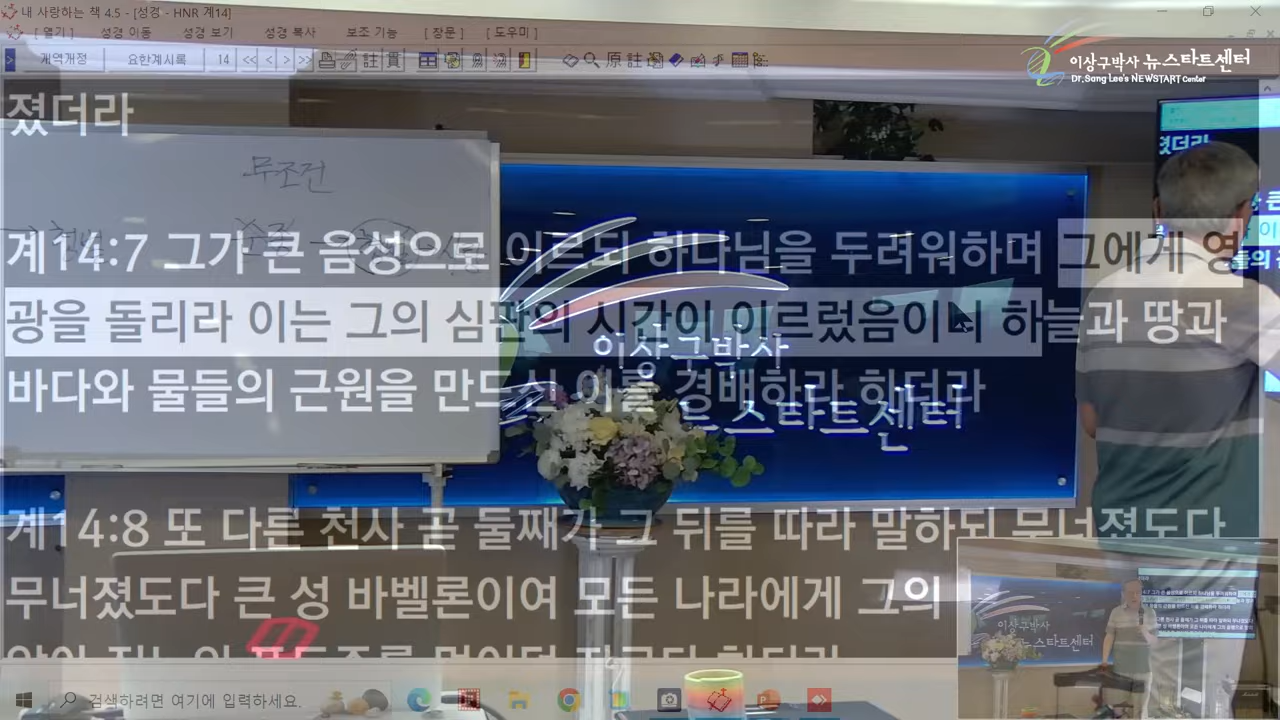 내 사랑하는 책 4.5 - [성경 - HNR 계14]
[ 열기 ] 성경 이동 성경 보기 성경 복사 보조 기능 [ 장문 ] [ 도우미 ]
개역개정 요한계시록 14 << < > >> 原 註
이상구박사 뉴스타트센터
Dr. Sang Lee's NEWSTART Center
졌더라
무조건
계14:7 그가 큰 음성으로 이르되 하나님을 두려워하며 그에게 영
광을 돌리라 이는 그의 심판의 시간이 이르렀음이니 하늘과 땅과
바다와 물들의 근원을 만드신 이를 경배하라 하더라
이상구박사
뉴스타트센터
계14:8 또 다른 천사 곧 둘째가 그 뒤를 따라 말하되 무너졌도다
무너졌도다 큰 성 바벨론이여 모든 나라에게 그의
검색하려면 여기에 입력하세요.